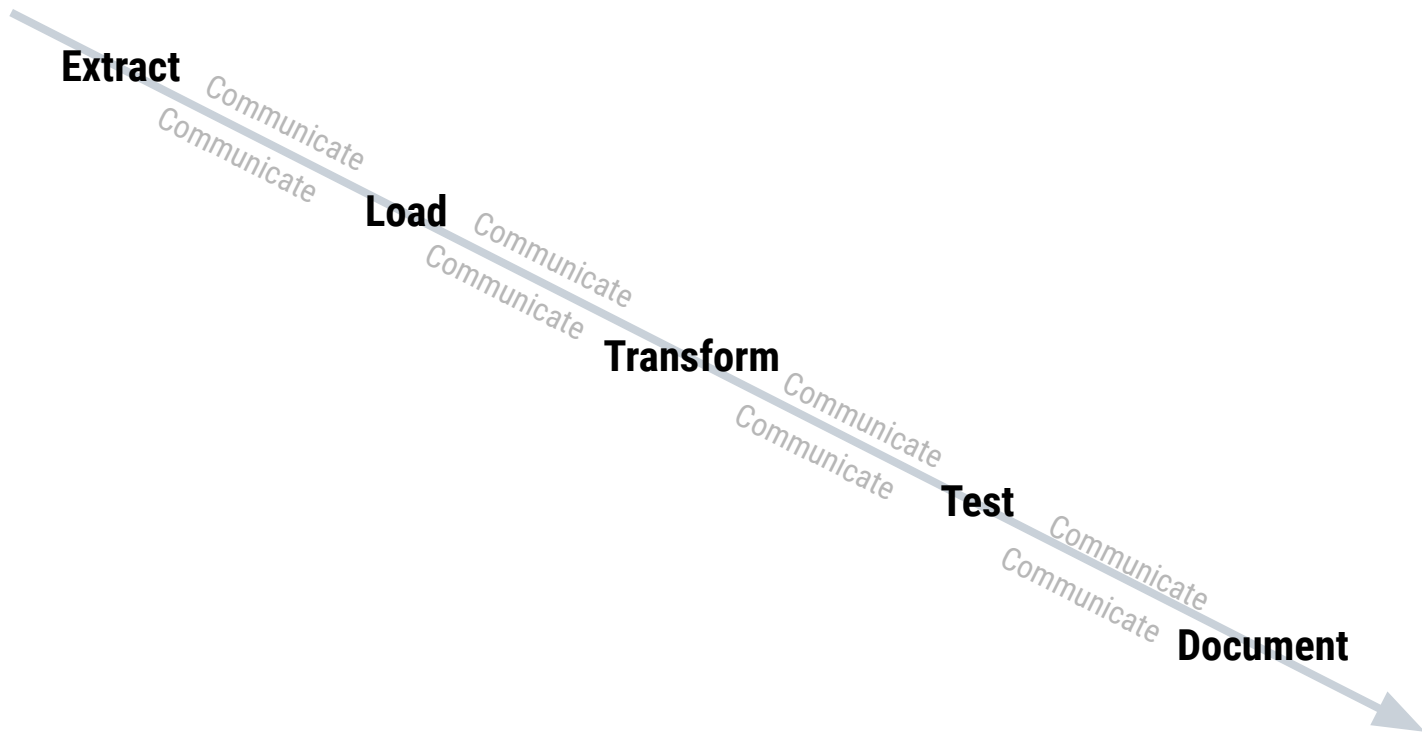 Extract
Communicate
Communicate
Load
Communicate
Communicate
Transform
Communicate
Communicate
Test
Communicate
Communicate
Document